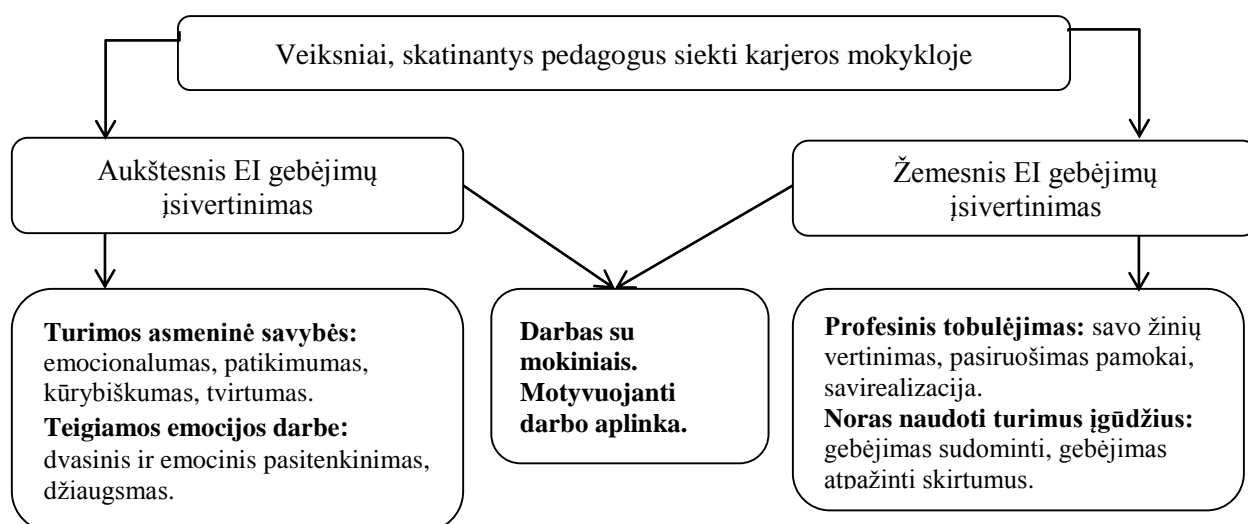 Veiksniai, skatinantys pedagogus siekti karjeros mokykloje
Aukštesnis EI gebėjimų
įsivertinimas
Žemesnis EI gebėjimų
įsivertinimas
Turimos asmeninė savybės:
emocionalumas, patikimumas,
kūrybiškumas, tvirtumas.
Teigiamos emocijos darbe:
dvasinis ir emocinis pasitenkinimas,
džiaugsmas.
Darbas su
mokiniais.
Motyvuojanti
darbo aplinka.
Profesinis tobulėjimas: savo žinių
vertinimas, pasiruošimas pamokai,
savirealizacija.
Noras naudoti turimus įgūdžius:
gebėjimas sudominti, gebėjimas
atpažinti skirtumus.